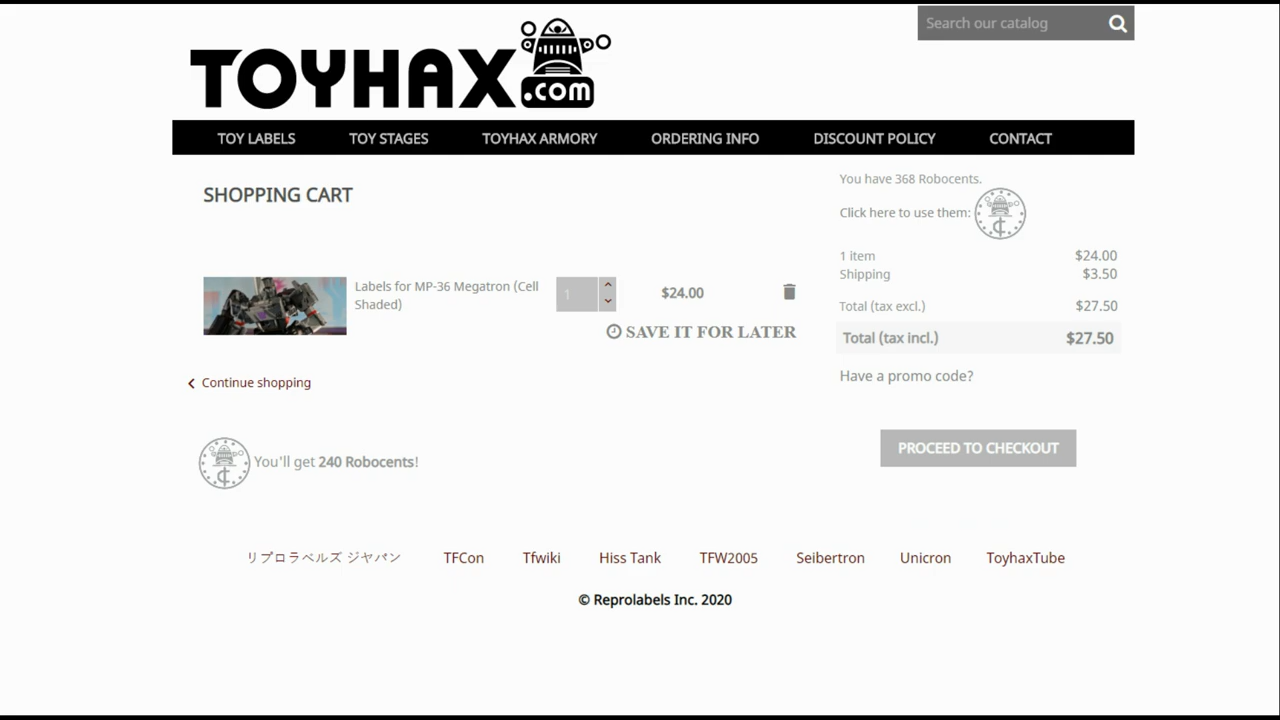 Search our catalog
TOYHAX
.com
TOY LABELS TOY STAGES TOYHAX ARMORY ORDERING INFO DISCOUNT POLICY CONTACT
SHOPPING CART
You have 368 Robocents.
Click here to use them:
1 item $24.00
Shipping $3.50
Total (tax excl.) $27.50
Total (tax incl.) $27.50
Have a promo code?
PROCEED TO CHECKOUT
Labels for MP-36 Megatron (Cell
Shaded)
1
$24.00
SAVE IT FOR LATER
Continue shopping
You'll get 240 Robocents!
リプロラベルズ ジャパン TFCon Tfwiki Hiss Tank TFW2005 Seibertron Unicron ToyhaxTube
© Reprolabels Inc. 2020